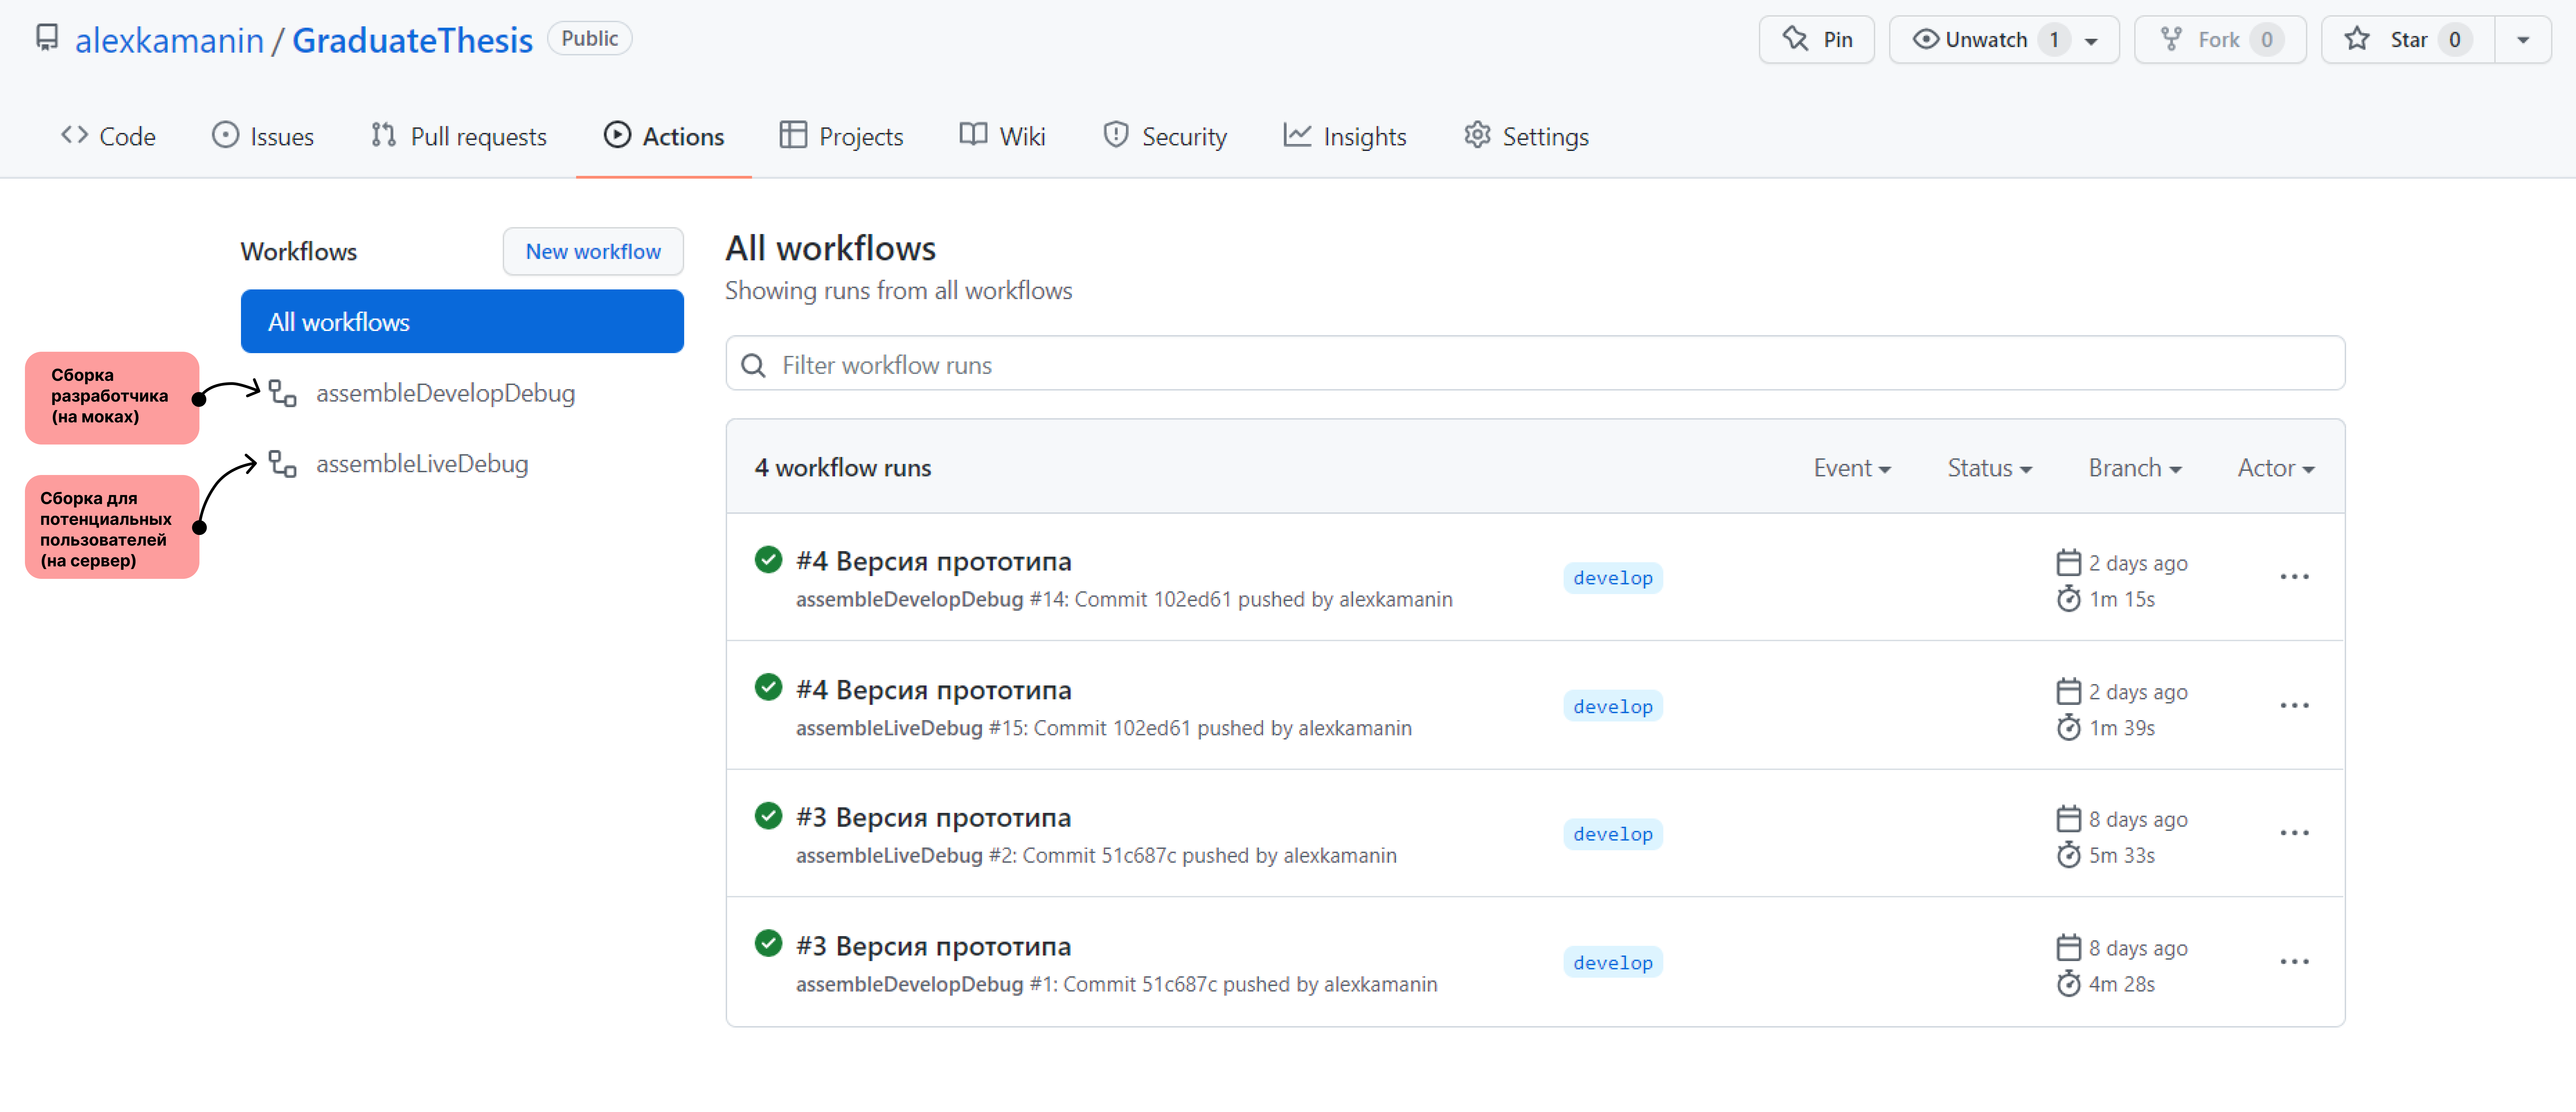 alexkamanin / GraduateThesis Public
Pin
Unwatch 1
Fork 0
Star 0
Code
Issues
Pull requests
Actions
Projects
Wiki
Security
Insights
Settings
Workflows
New workflow
All workflows
Сборка
разработчика
(на моках)
assembleDevelopDebug
assembleLiveDebug
Сборка для
потенциальных
пользователей
(на сервер)
All workflows
Showing runs from all workflows
Filter workflow runs
4 workflow runs
Event
Status
Branch
Actor
#4 Версия прототипа
assembleDevelopDebug #14: Commit 102ed61 pushed by alexkamanin
develop
2 days ago
1m 15s
#4 Версия прототипа
assembleLiveDebug #15: Commit 102ed61 pushed by alexkamanin
develop
2 days ago
1m 39s
#3 Версия прототипа
assembleLiveDebug #2: Commit 51c687c pushed by alexkamanin
develop
8 days ago
5m 33s
#3 Версия прототипа
assembleDevelopDebug #1: Commit 51c687c pushed by alexkamanin
develop
8 days ago
4m 28s